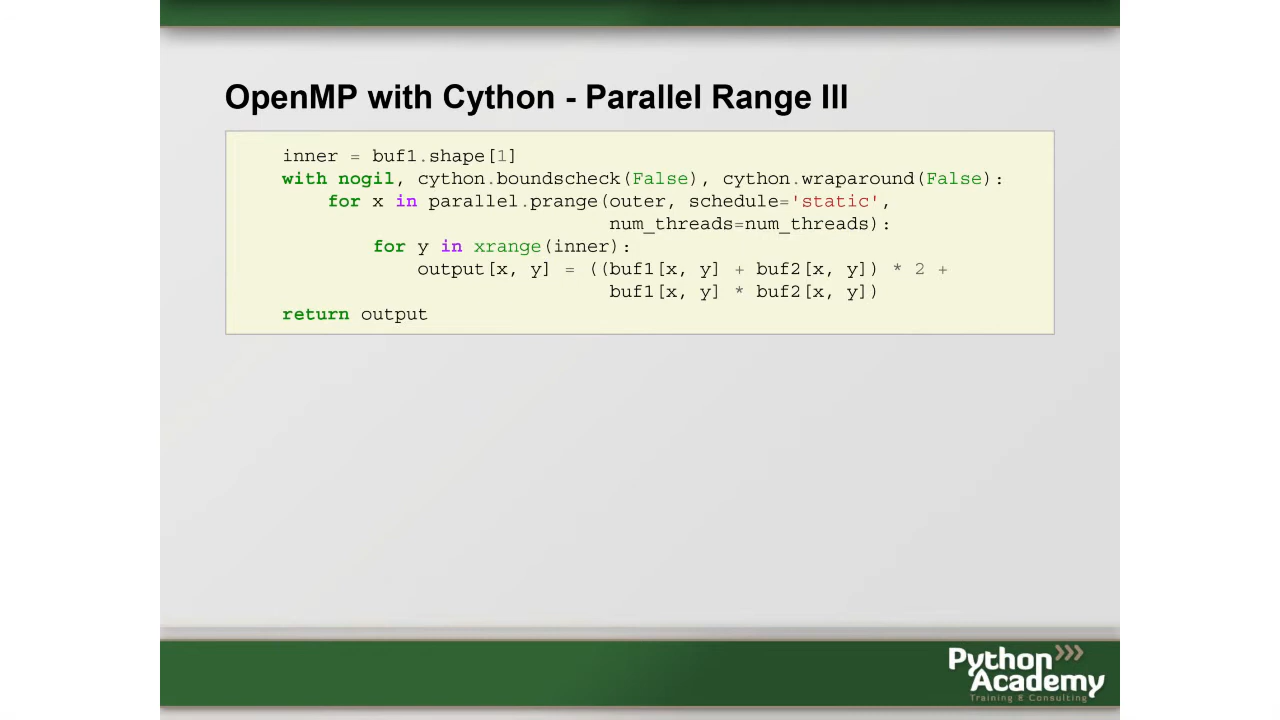 OpenMP with Cython - Parallel Range III
inner = buf1.shape[1]
with nogil, cython.boundscheck(False), cython.wraparound(False):
for x in parallel.prange(outer, schedule='static',
num_threads=num_threads):
for y in xrange(inner):
output[x, y] = ((buf1[x, y] + buf2[x, y]) * 2 +
buf1[x, y] * buf2[x, y])
return output
Python
Academy
Training & Consulting